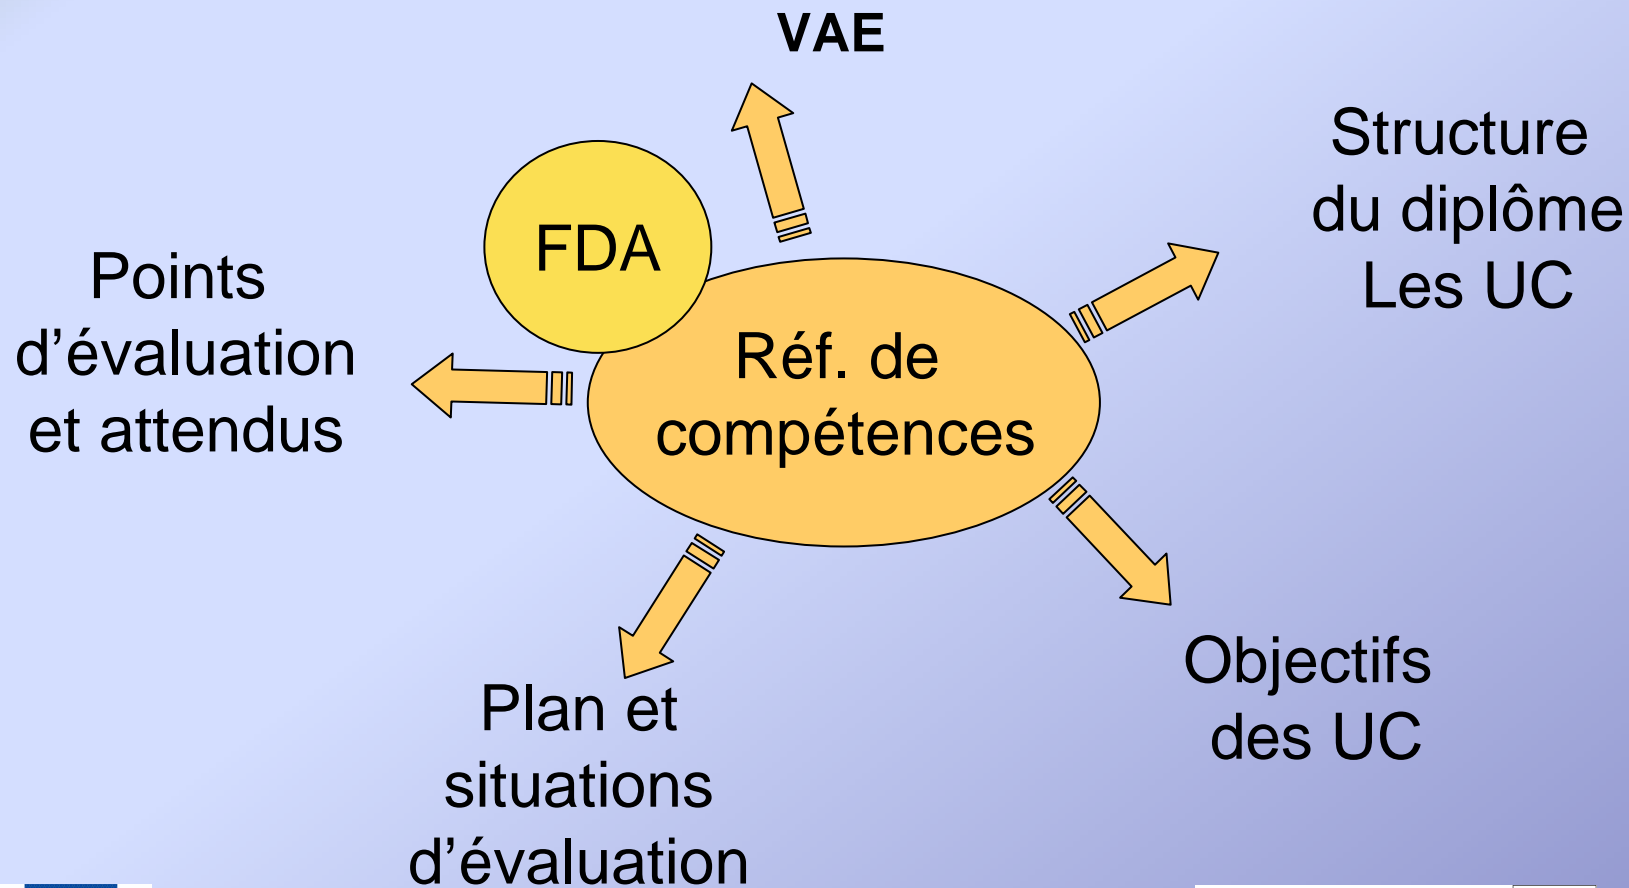 VAE
Structure
du diplôme
Les UC
FDA
Points
d’évaluation
et attendus
Réf. de
compétences
Objectifs
des UC
Plan et
situations
d’évaluation